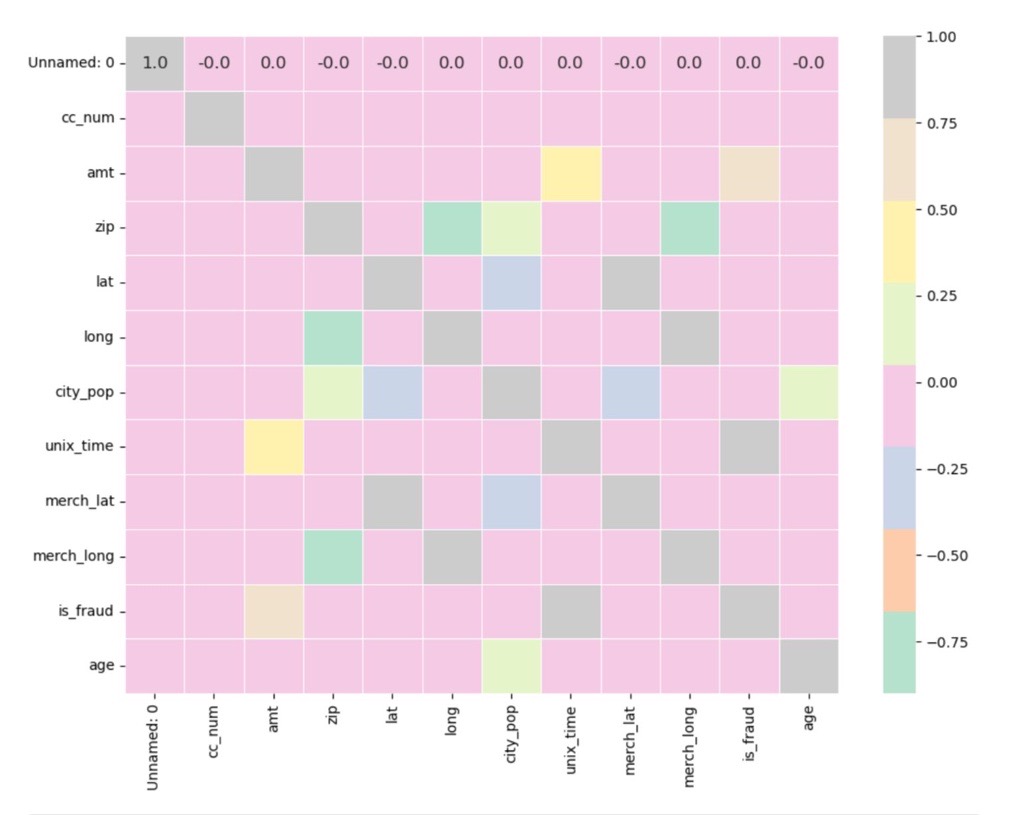 Unnamed: 0 1.0 -0.0 0.0 -0.0 -0.0 0.0 0.0 0.0 -0.0 0.0 0.0 -0.0
cc_num
amt
zip
lat
long
city_pop
unix_time
merch_lat
merch_long
is_fraud
age
Unnamed: 0
cc_num
amt
zip
lat
long
city_pop
unix_time
merch_lat
merch_long
is_fraud
age
1.00
0.75
0.50
0.25
0.00
−0.25
−0.50
−0.75